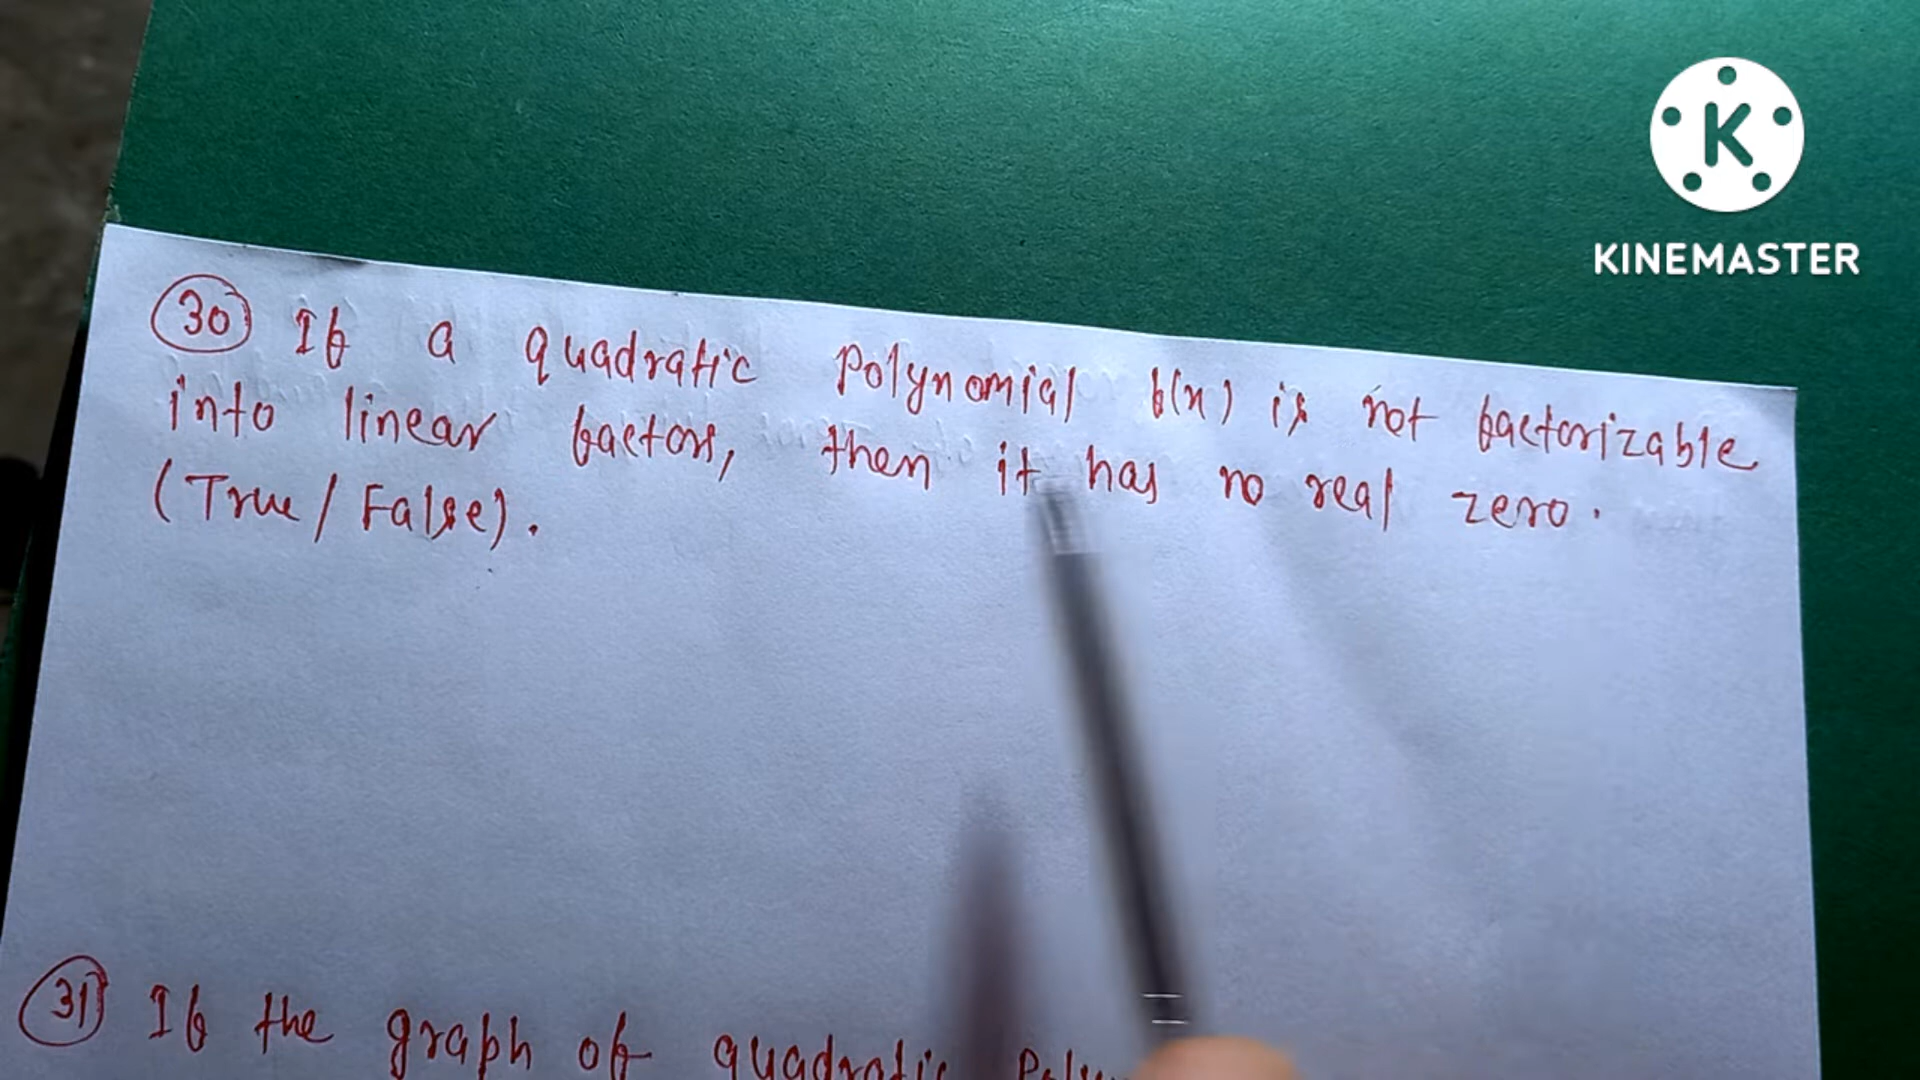 K
KINEMASTER
30 If a quadratic polynomial f(x) is not factorizable
into linear factors, then it has no real zero.
(True/False).
31 If the graph of quadratic